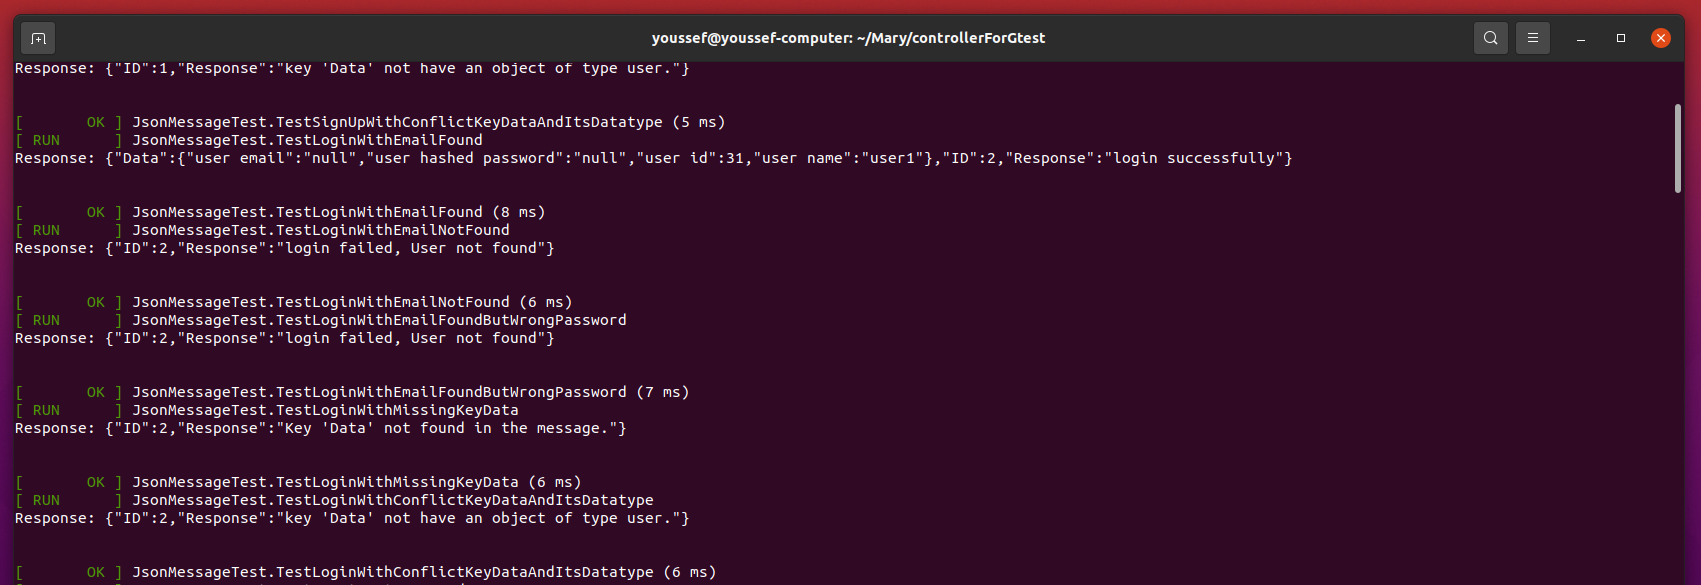 youssef@youssef-computer: ~/Mary/controllerForGtest
Response: {"ID":1,"Response":"key 'Data' not have an object of type user."}
[       OK ] JsonMessageTest.TestSignUpWithConflictKeyDataAndItsDatatype (5 ms)
[ RUN      ] JsonMessageTest.TestLoginWithEmailFound
Response: {"Data":{"user email":"null","user hashed password":"null","user id":31,"user name":"user1"},"ID":2,"Response":"login successfully"}
[       OK ] JsonMessageTest.TestLoginWithEmailFound (8 ms)
[ RUN      ] JsonMessageTest.TestLoginWithEmailNotFound
Response: {"ID":2,"Response":"login failed, User not found"}
[       OK ] JsonMessageTest.TestLoginWithEmailNotFound (6 ms)
[ RUN      ] JsonMessageTest.TestLoginWithEmailFoundButWrongPassword
Response: {"ID":2,"Response":"login failed, User not found"}
[       OK ] JsonMessageTest.TestLoginWithEmailFoundButWrongPassword (7 ms)
[ RUN      ] JsonMessageTest.TestLoginWithMissingKeyData
Response: {"ID":2,"Response":"Key 'Data' not found in the message."}
[       OK ] JsonMessageTest.TestLoginWithMissingKeyData (6 ms)
[ RUN      ] JsonMessageTest.TestLoginWithConflictKeyDataAndItsDatatype
Response: {"ID":2,"Response":"key 'Data' not have an object of type user."}
[       OK ] JsonMessageTest.TestLoginWithConflictKeyDataAndItsDatatype (6 ms)